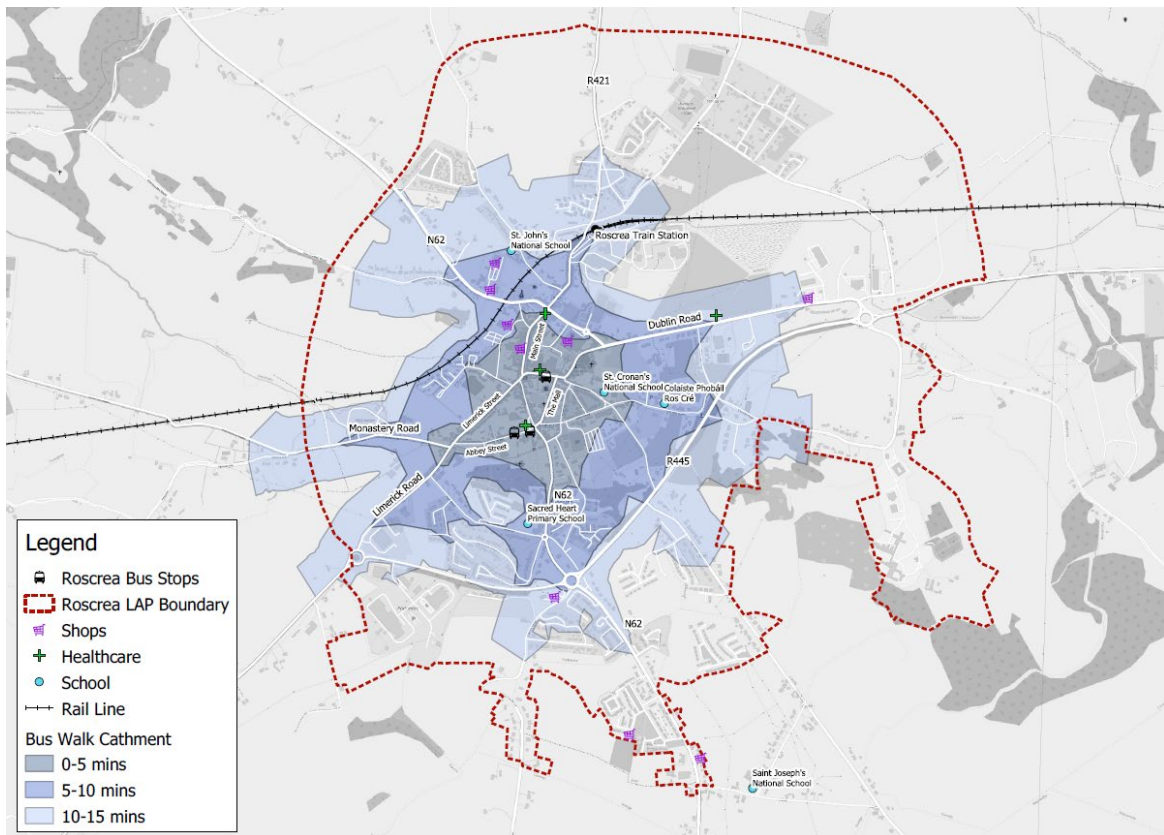 R421
N62
St. John's
National School
Roscrea Train Station
Dublin Road
Main Street
St. Cronan's
National School
Colaiste Phobáil
Ros Cré
The Mall
Limerick Street
Monastery Road
Abbey Street
R445
Limerick Road
N62
Sacred Heart
Primary School
N62
Saint Joseph's
National School
Legend
Roscrea Bus Stops
Roscrea LAP Boundary
Shops
Healthcare
School
Rail Line
Bus Walk Cathment
0-5 mins
5-10 mins
10-15 mins